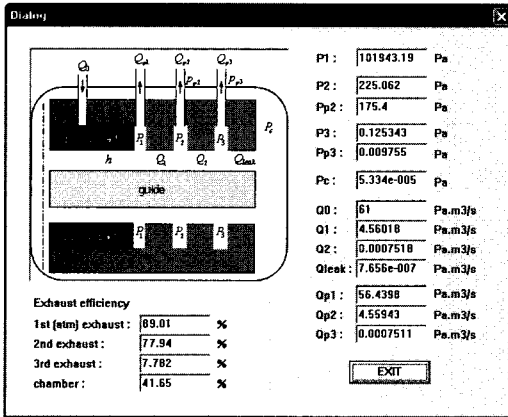 Dialog
Q0 Qp1 Qp2 Qp3
Pp2 Pp3
Pc
P1 P2 P3
h Q1 Q2 Qleak
guide
P1 P2 P3
Exhaust efficiency
1st (atm) exhaust : 89.01 %
2nd exhaust : 77.94 %
3rd exhaust : 7.782 %
chamber : 41.65 %
P1 : 101943.19 Pa
P2 : 225.062 Pa
Pp2 : 175.4 Pa
P3 : 0.125343 Pa
Pp3 : 0.009755 Pa
Pc : 5.334e-005 Pa
Q0 : 61 Pa.m3/s
Q1 : 4.56018 Pa.m3/s
Q2 : 0.0007518 Pa.m3/s
Qleak : 7.656e-007 Pa.m3/s
Qp1 : 56.4398 Pa.m3/s
Qp2 : 4.55943 Pa.m3/s
Qp3 : 0.0007511 Pa.m3/s
EXIT